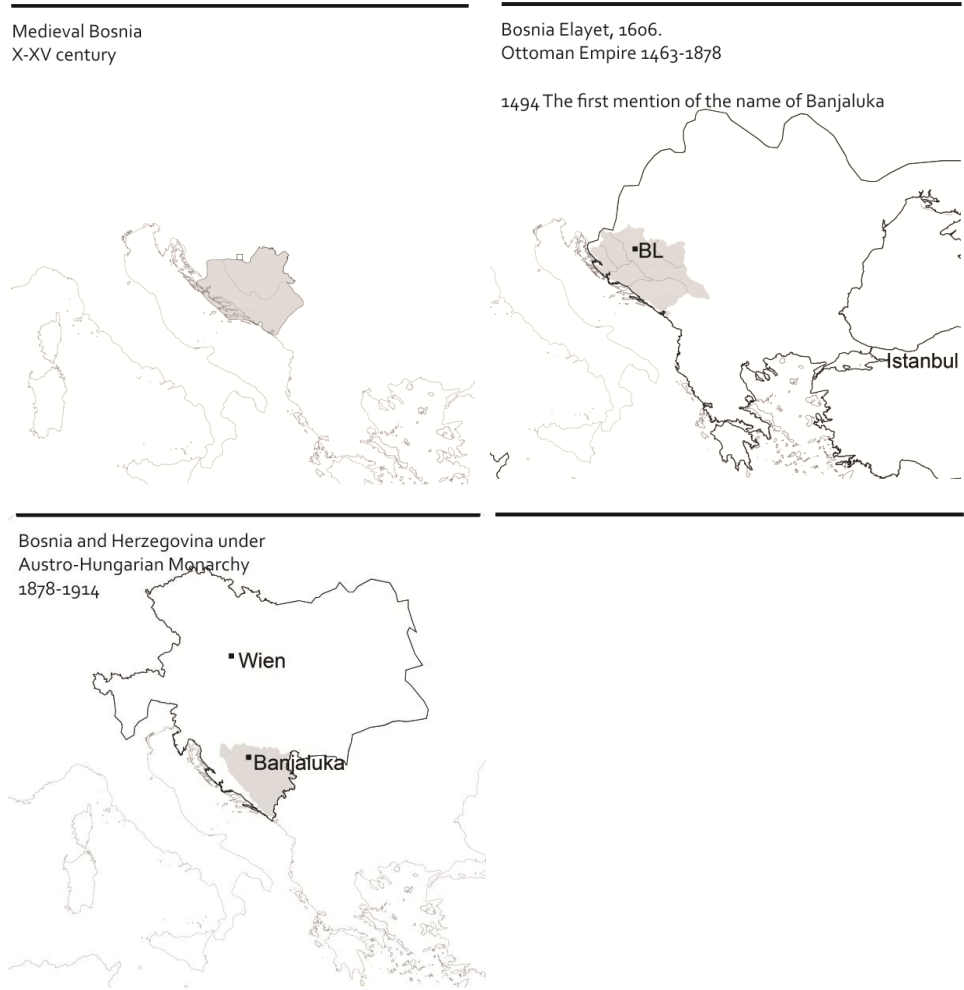 Medieval Bosnia
X-XV century
Bosnia Elayet, 1606.
Ottoman Empire 1463-1878
1494 The first mention of the name of Banjaluka
BL
Istanbul
Bosnia and Herzegovina under
Austro-Hungarian Monarchy
1878-1914
Wien
Banjaluka